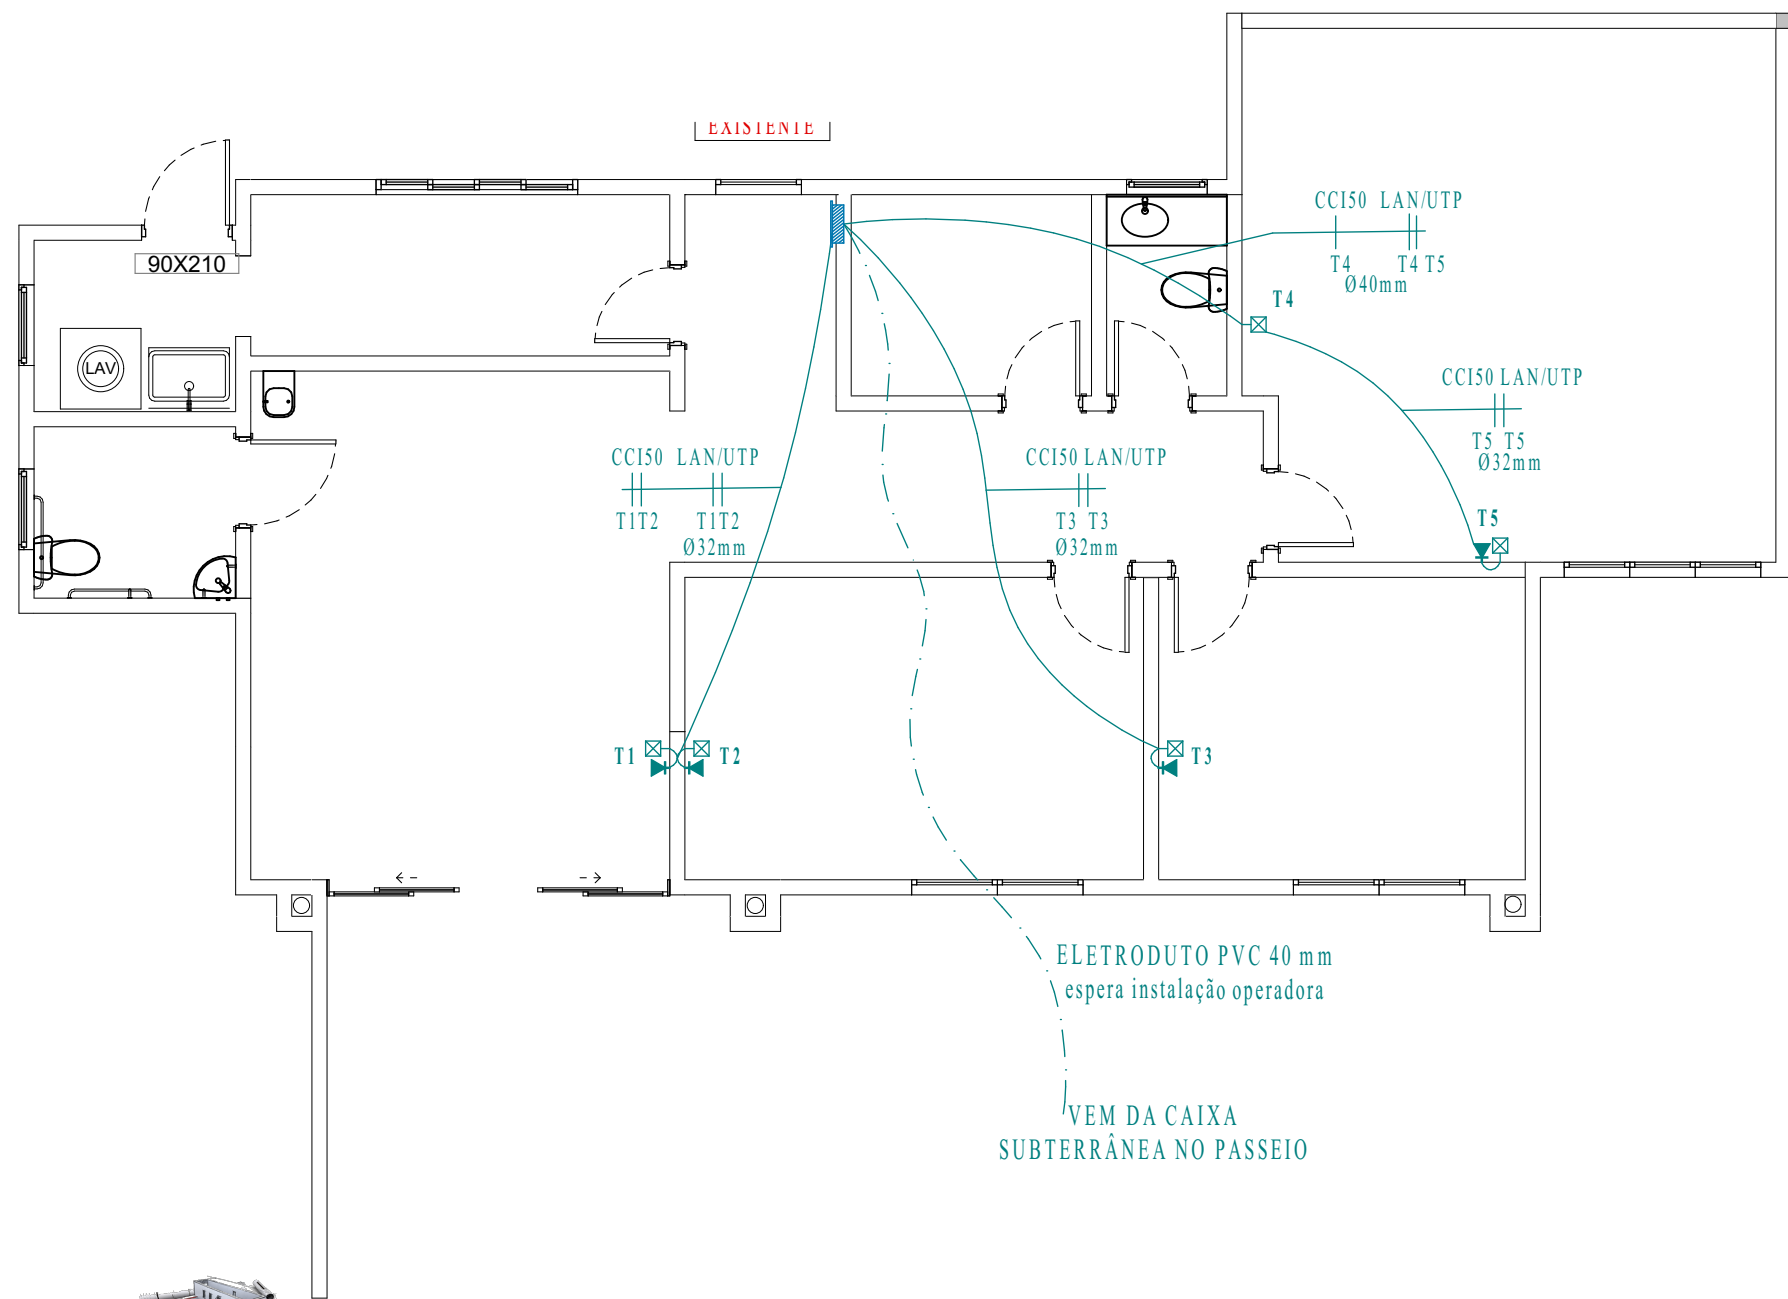 EXISTENTE
90X210
LAV
CCI50 LAN/UTP
T4 T4 T5
Ø40mm
T4
CCI50 LAN/UTP
T5 T5
Ø32mm
T5
CCI50 LAN/UTP
T1T2 T1T2
Ø32mm
CCI50 LAN/UTP
T3 T3
Ø32mm
T1
T2
T3
ELETRODUTO PVC 40 mm
espera instalação operadora
VEM DA CAIXA
SUBTERRÂNEA NO PASSEIO